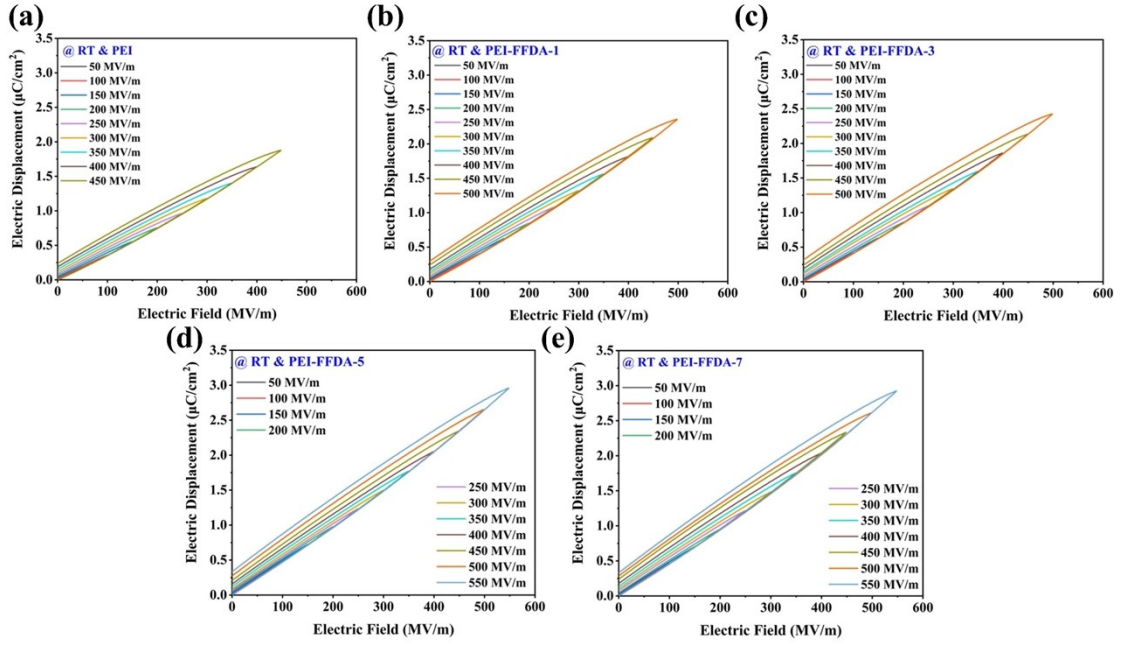 (a)
@ RT & PEI
50 MV/m
100 MV/m
150 MV/m
200 MV/m
250 MV/m
300 MV/m
350 MV/m
400 MV/m
450 MV/m
3.5
3.0
2.5
2.0
1.5
1.0
0.5
0.0
0 100 200 300 400 500 600
Electric Displacement (μC/cm²)
Electric Field (MV/m)
(b)
@ RT & PEI-FFDA-1
50 MV/m
100 MV/m
150 MV/m
200 MV/m
250 MV/m
300 MV/m
350 MV/m
400 MV/m
450 MV/m
500 MV/m
3.5
3.0
2.5
2.0
1.5
1.0
0.5
0.0
0 100 200 300 400 500 600
Electric Displacement (μC/cm²)
Electric Field (MV/m)
(c)
@ RT & PEI-FFDA-3
50 MV/m
100 MV/m
150 MV/m
200 MV/m
250 MV/m
300 MV/m
350 MV/m
400 MV/m
450 MV/m
500 MV/m
3.5
3.0
2.5
2.0
1.5
1.0
0.5
0.0
0 100 200 300 400 500 600
Electric Displacement (μC/cm²)
Electric Field (MV/m)
(d)
@ RT & PEI-FFDA-5
50 MV/m
100 MV/m
150 MV/m
200 MV/m
250 MV/m
300 MV/m
350 MV/m
400 MV/m
450 MV/m
500 MV/m
550 MV/m
3.5
3.0
2.5
2.0
1.5
1.0
0.5
0.0
0 100 200 300 400 500 600
Electric Displacement (μC/cm²)
Electric Field (MV/m)
(e)
@ RT & PEI-FFDA-7
50 MV/m
100 MV/m
150 MV/m
200 MV/m
250 MV/m
300 MV/m
350 MV/m
400 MV/m
450 MV/m
500 MV/m
550 MV/m
3.5
3.0
2.5
2.0
1.5
1.0
0.5
0.0
0 100 200 300 400 500 600
Electric Displacement (μC/cm²)
Electric Field (MV/m)